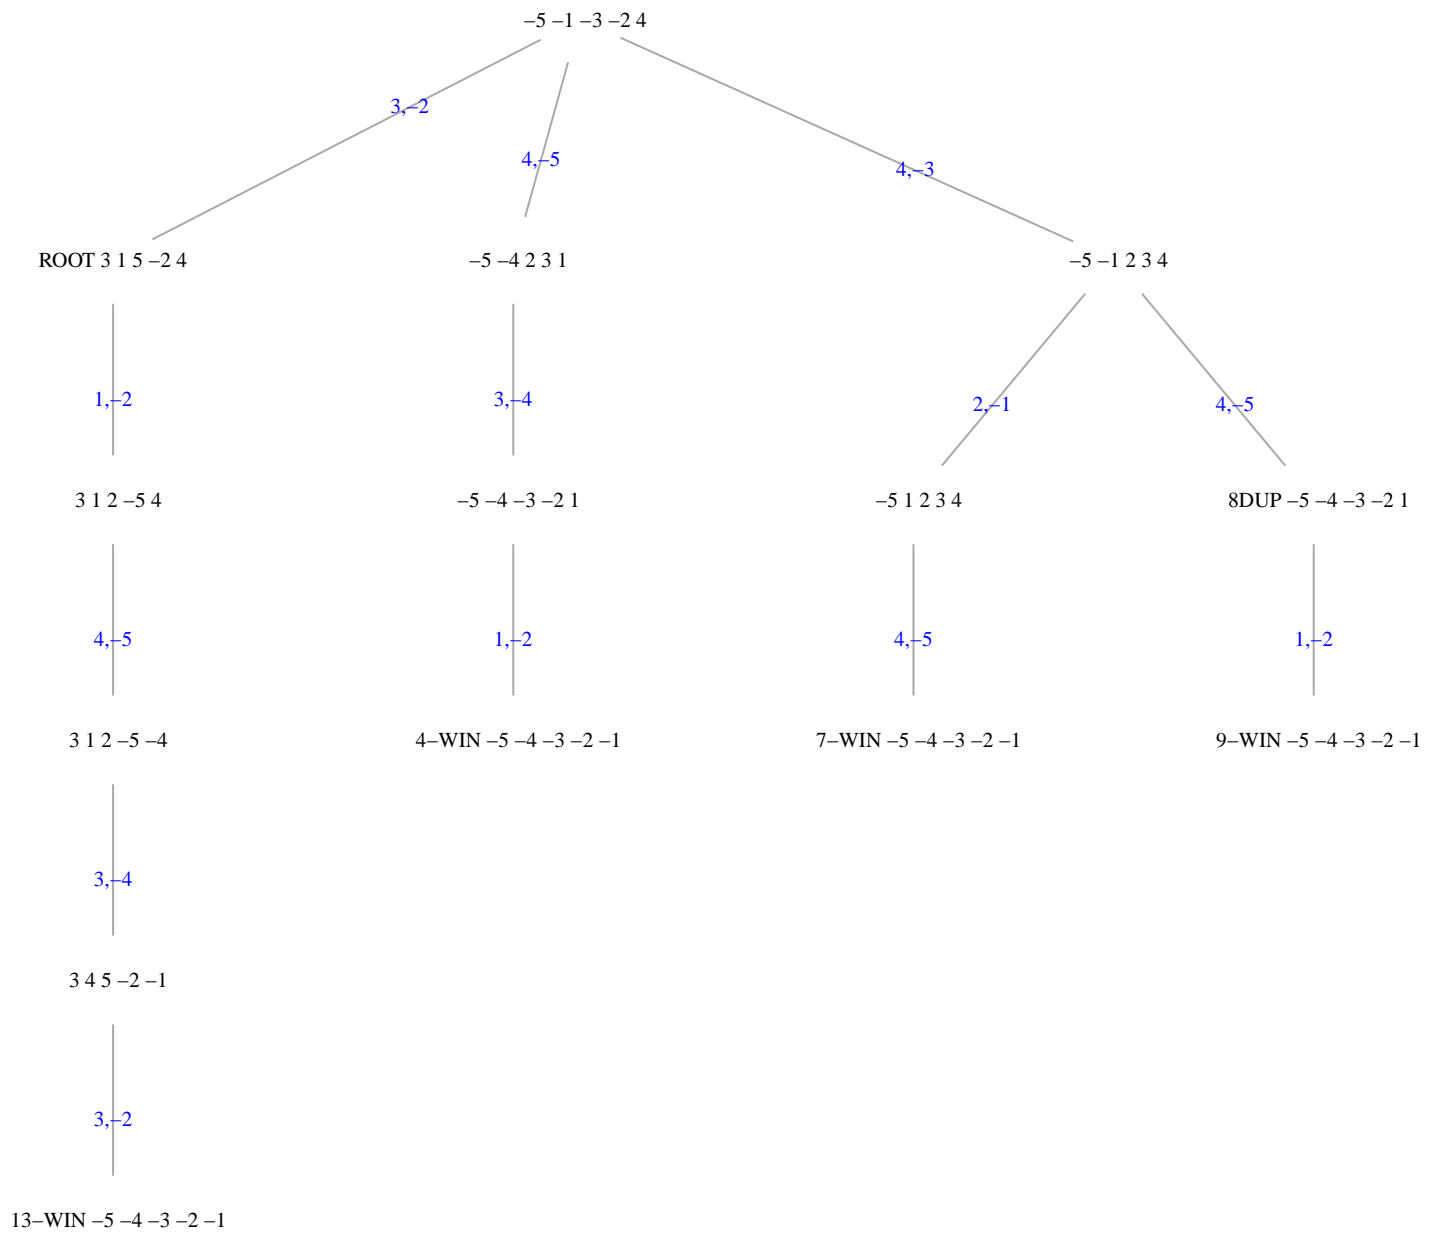 –5 –1 –3 –2 4
3,–2
4,–5
4,–3
ROOT 3 1 5 –2 4
–5 –4 2 3 1
–5 –1 2 3 4
1,–2
3,–4
2,–1
4,–5
3 1 2 –5 4
–5 –4 –3 –2 1
–5 1 2 3 4
8DUP –5 –4 –3 –2 1
4,–5
1,–2
4,–5
1,–2
3 1 2 –5 –4
4–WIN –5 –4 –3 –2 –1
7–WIN –5 –4 –3 –2 –1
9–WIN –5 –4 –3 –2 –1
3,–4
3 4 5 –2 –1
3,–2
13–WIN –5 –4 –3 –2 –1